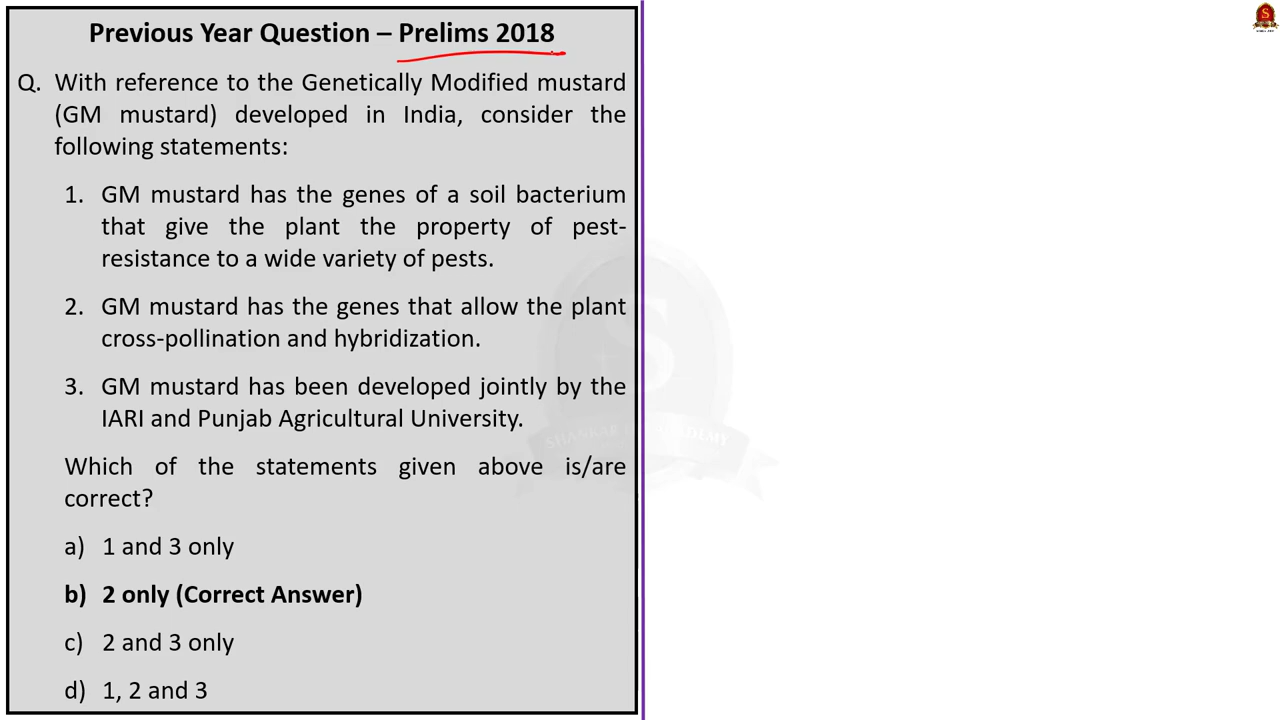 Previous Year Question – Prelims 2018
Q. With reference to the Genetically Modified mustard
(GM mustard) developed in India, consider the
following statements:
1. GM mustard has the genes of a soil bacterium
that give the plant the property of pest-
resistance to a wide variety of pests.
2. GM mustard has the genes that allow the plant
cross-pollination and hybridization.
3. GM mustard has been developed jointly by the
IARI and Punjab Agricultural University.
Which of the statements given above is/are
correct?
a) 1 and 3 only
b) 2 only (Correct Answer)
c) 2 and 3 only
d) 1, 2 and 3